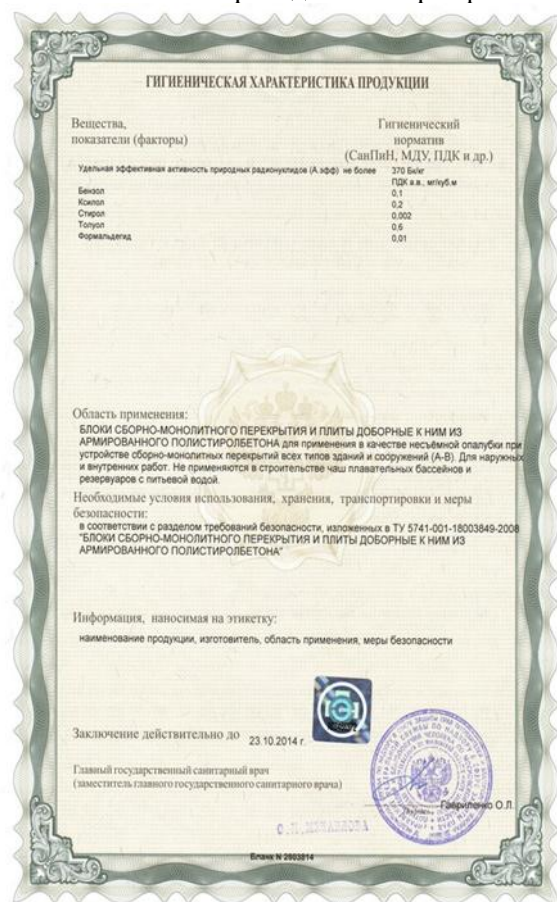 ГИГИЕНИЧЕСКАЯ ХАРАКТЕРИСТИКА ПРОДУКЦИИ
Вещества,
показатели (факторы)
Гигиенический
норматив
(СанПиН, МДУ, ПДК и др.)
Удельная эффективная активность природных радионуклидов (А.эфф) не более 370 Бк/кг
ПДК в.в., мг/куб.м
Бензол 0,1
Ксилол 0,2
Стирол 0,002
Толуол 0,6
Формальдегид 0,01
Область применения:
БЛОКИ СБОРНО-МОНОЛИТНОГО ПЕРЕКРЫТИЯ И ПЛИТЫ ДОБОРНЫЕ К НИМ ИЗ
АРМИРОВАННОГО ПОЛИСТИРОЛБЕТОНА для применения в качестве несъёмной опалубки при
устройстве сборно-монолитных перекрытий всех типов зданий и сооружений (А-В). Для наружных
и внутренних работ. Не применяются в строительстве чаш плавательных бассейнов и
резервуаров с питьевой водой.
Необходимые условия использования, хранения, транспортировки и меры
безопасности:
в соответствии с разделом требований безопасности, изложенных в ТУ 5741-001-18003849-2008
"БЛОКИ СБОРНО-МОНОЛИТНОГО ПЕРЕКРЫТИЯ И ПЛИТЫ ДОБОРНЫЕ К НИМ ИЗ
АРМИРОВАННОГО ПОЛИСТИРОЛБЕТОНА"
Информация, наносимая на этикетку:
наименование продукции, изготовитель, область применения, меры безопасности
Заключение действительно до 23.10.2014 г.
Главный государственный санитарный врач
(заместитель главного государственного санитарного врача)
Гавриленко О.Л.
Бланк N 2803814